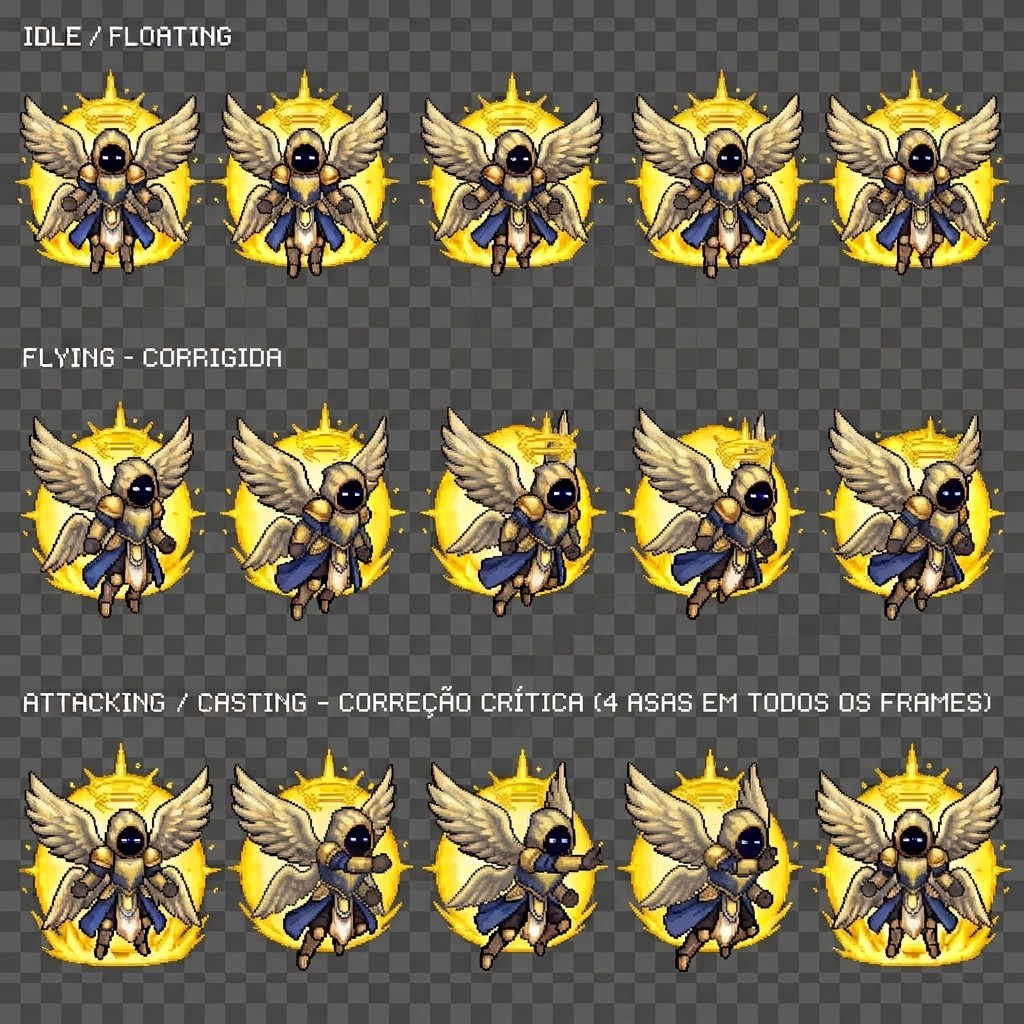 IDLE / FLOATING
FLYING - CORRIGIDA
ATTACKING / CASTING - CORREÇÃO CRÍTICA (4 ASAS EM TODOS OS FRAMES)